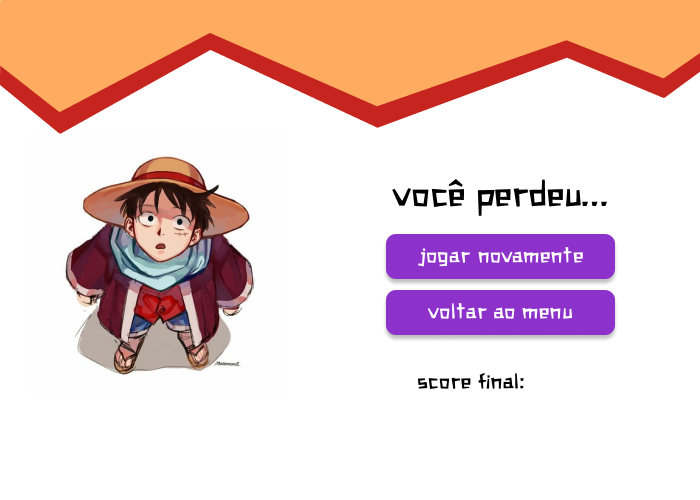 você perdeu...
jogar novamente
voltar ao menu
score final: